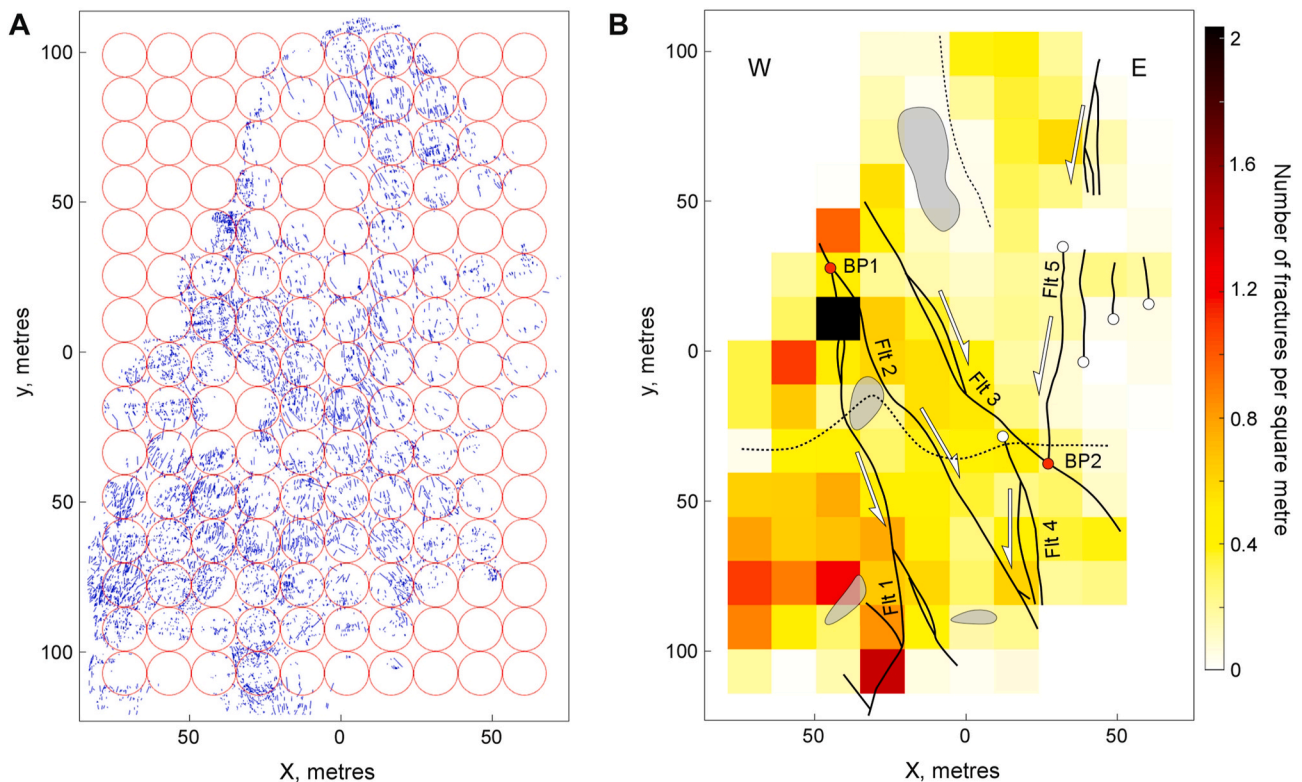 A
100
50
0
50
100
y, metres
50
0
50
X, metres
B
W
E
100
50
0
50
100
y, metres
BP1
Flt 5
Flt 2
Flt 3
BP2
Flt 4
Flt 1
50
0
50
X, metres
2
1.6
1.2
0.8
0.4
0
Number of fractures per square metre